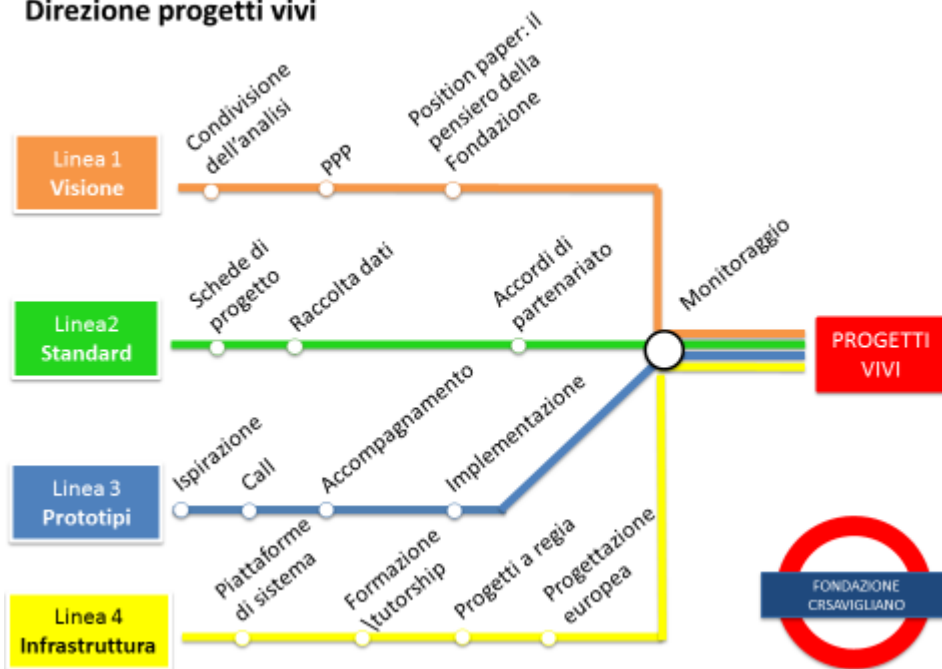 Direzione progetti vivi
Linea 1
Visione
Condivisione
dell'analisi
PPP
Position paper: il
pensiero della
Fondazione
Linea2
Standard
Schede di
progetto
Raccolta dati
Accordi di
partenariato
Monitoraggio
PROGETTI
VIVI
Linea 3
Prototipi
Ispirazione
Call
Accompagnamento
Implementazione
Linea 4
Infrastruttura
Piattaforme
di sistema
Formazione
\tutorship
Progetti a regia
Progettazione
europea
FONDAZIONE
CRSAVIGLIANO